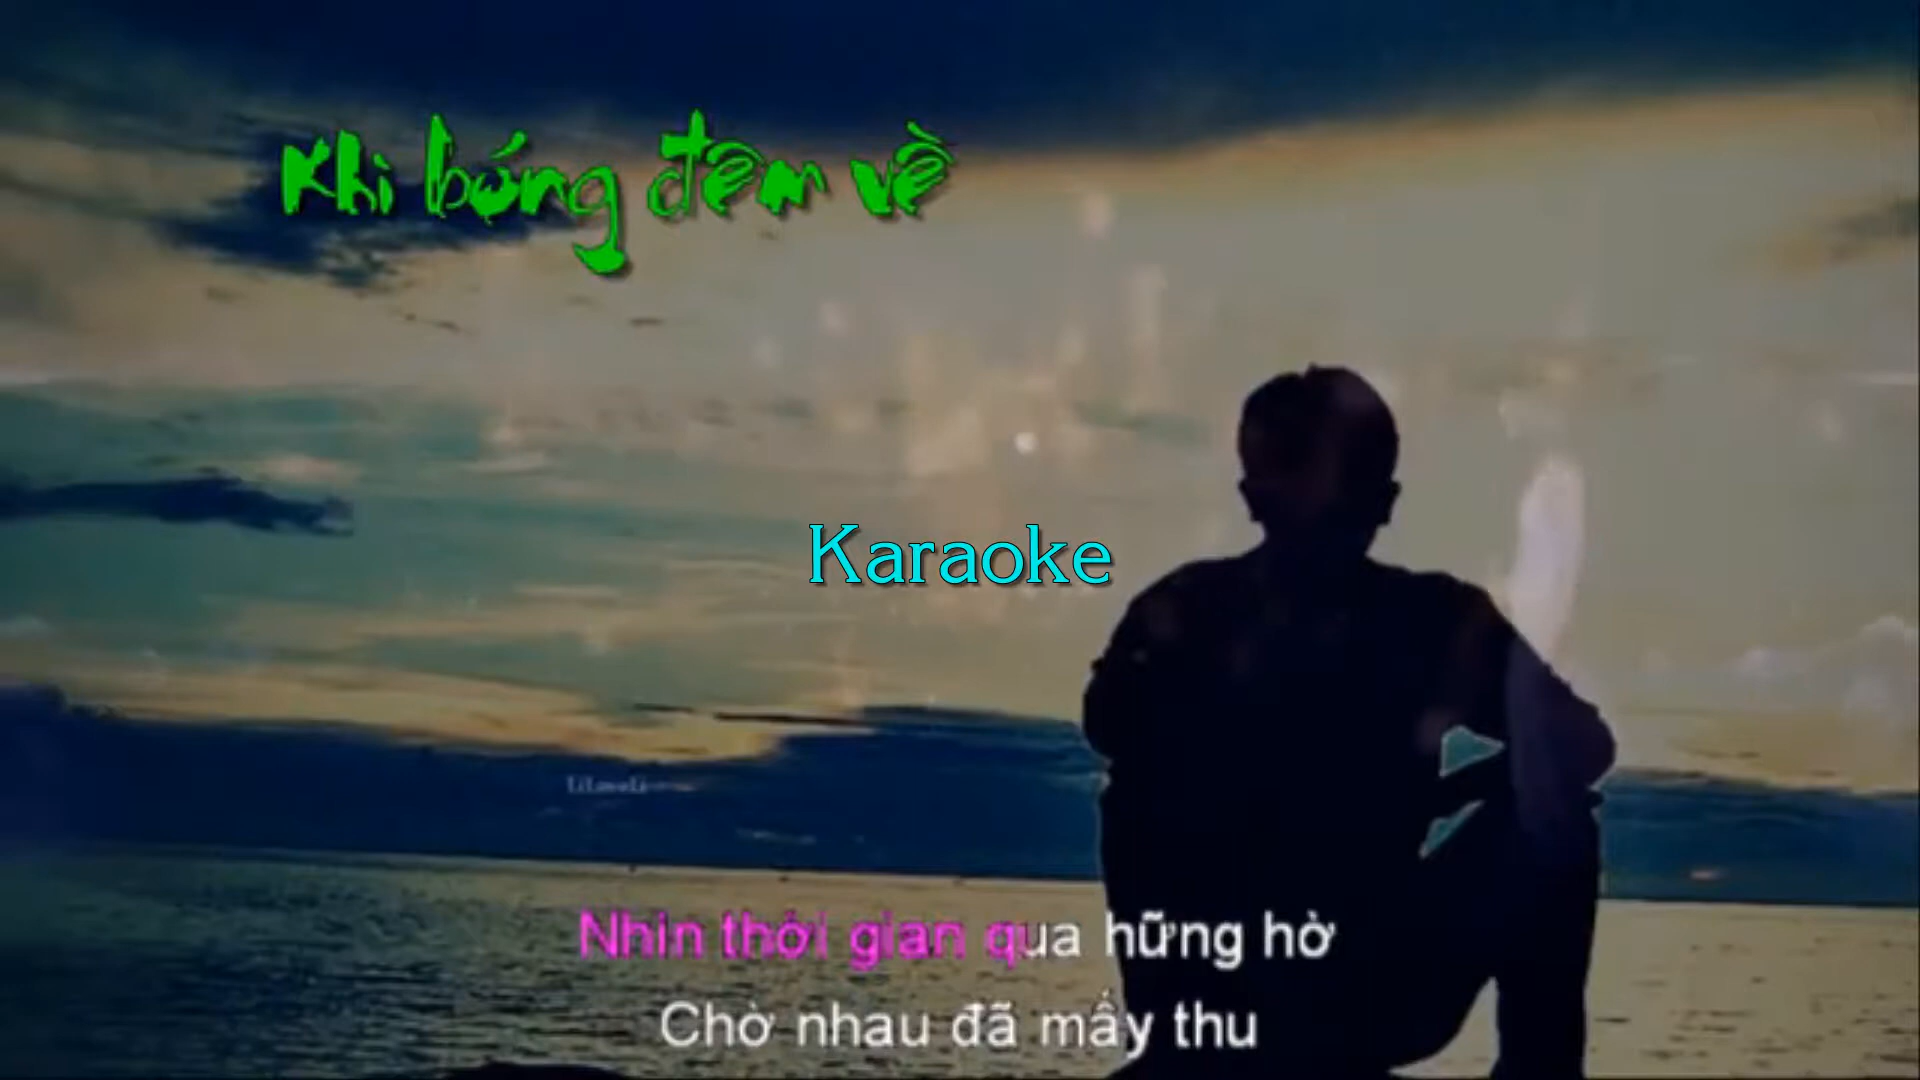 Khi bóng đêm về
Karaoke
Nhìn thời gian qua hững hờ
Chờ nhau đã mấy thu